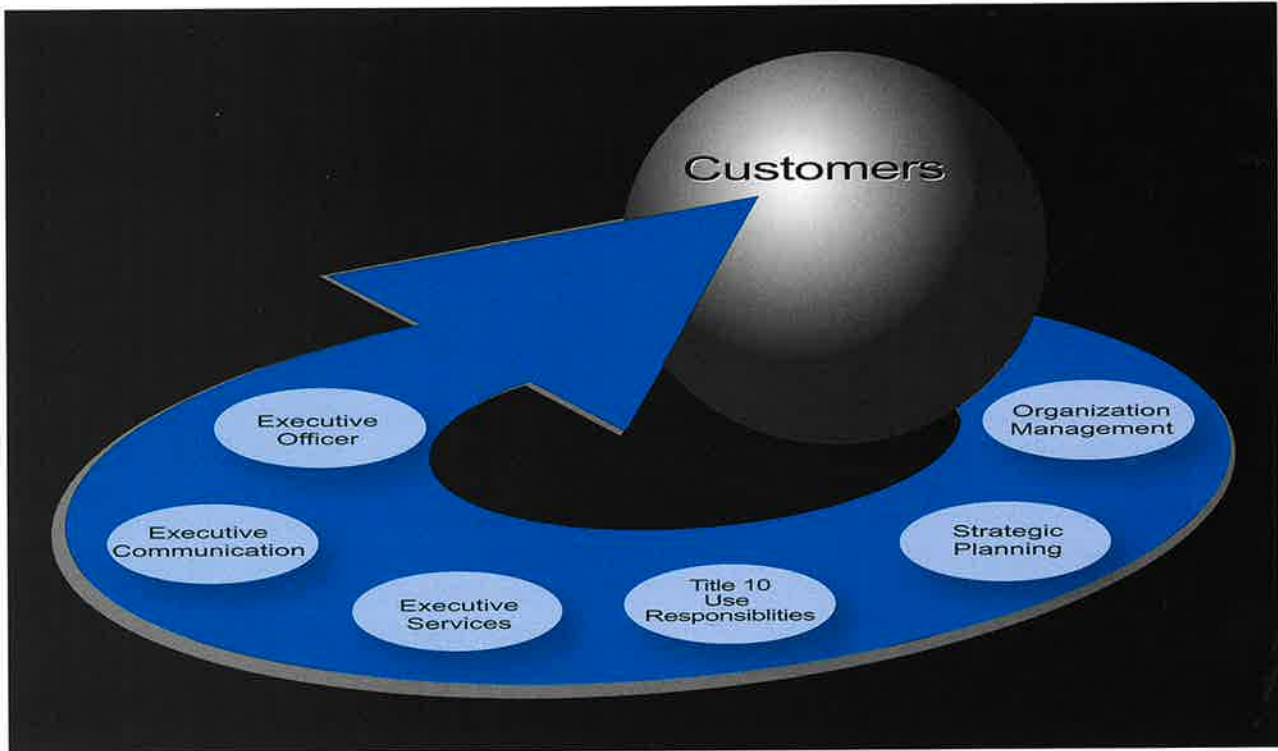 Customers
Executive
Officer
Executive
Communication
Executive
Services
Title 10
Use
Responsiblities
Strategic
Planning
Organization
Management